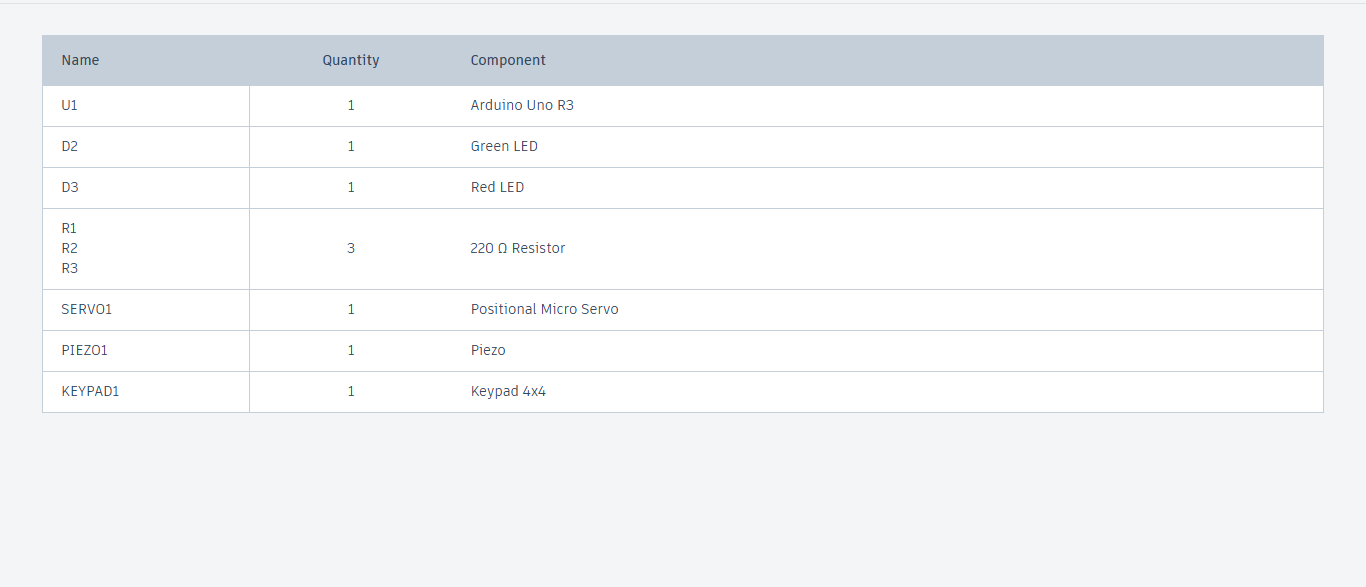 Name Quantity Component
U1 1 Arduino Uno R3
D2 1 Green LED
D3 1 Red LED
R1
R2 3 220 Ω Resistor
R3
SERVO1 1 Positional Micro Servo
PIEZO1 1 Piezo
KEYPAD1 1 Keypad 4x4